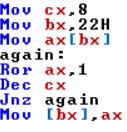 Mov cx,8
Mov bx,22H
Mov ax[bx]
again:
Ror ax,1
Dec cx
Jnz again
Mov [bx],ax